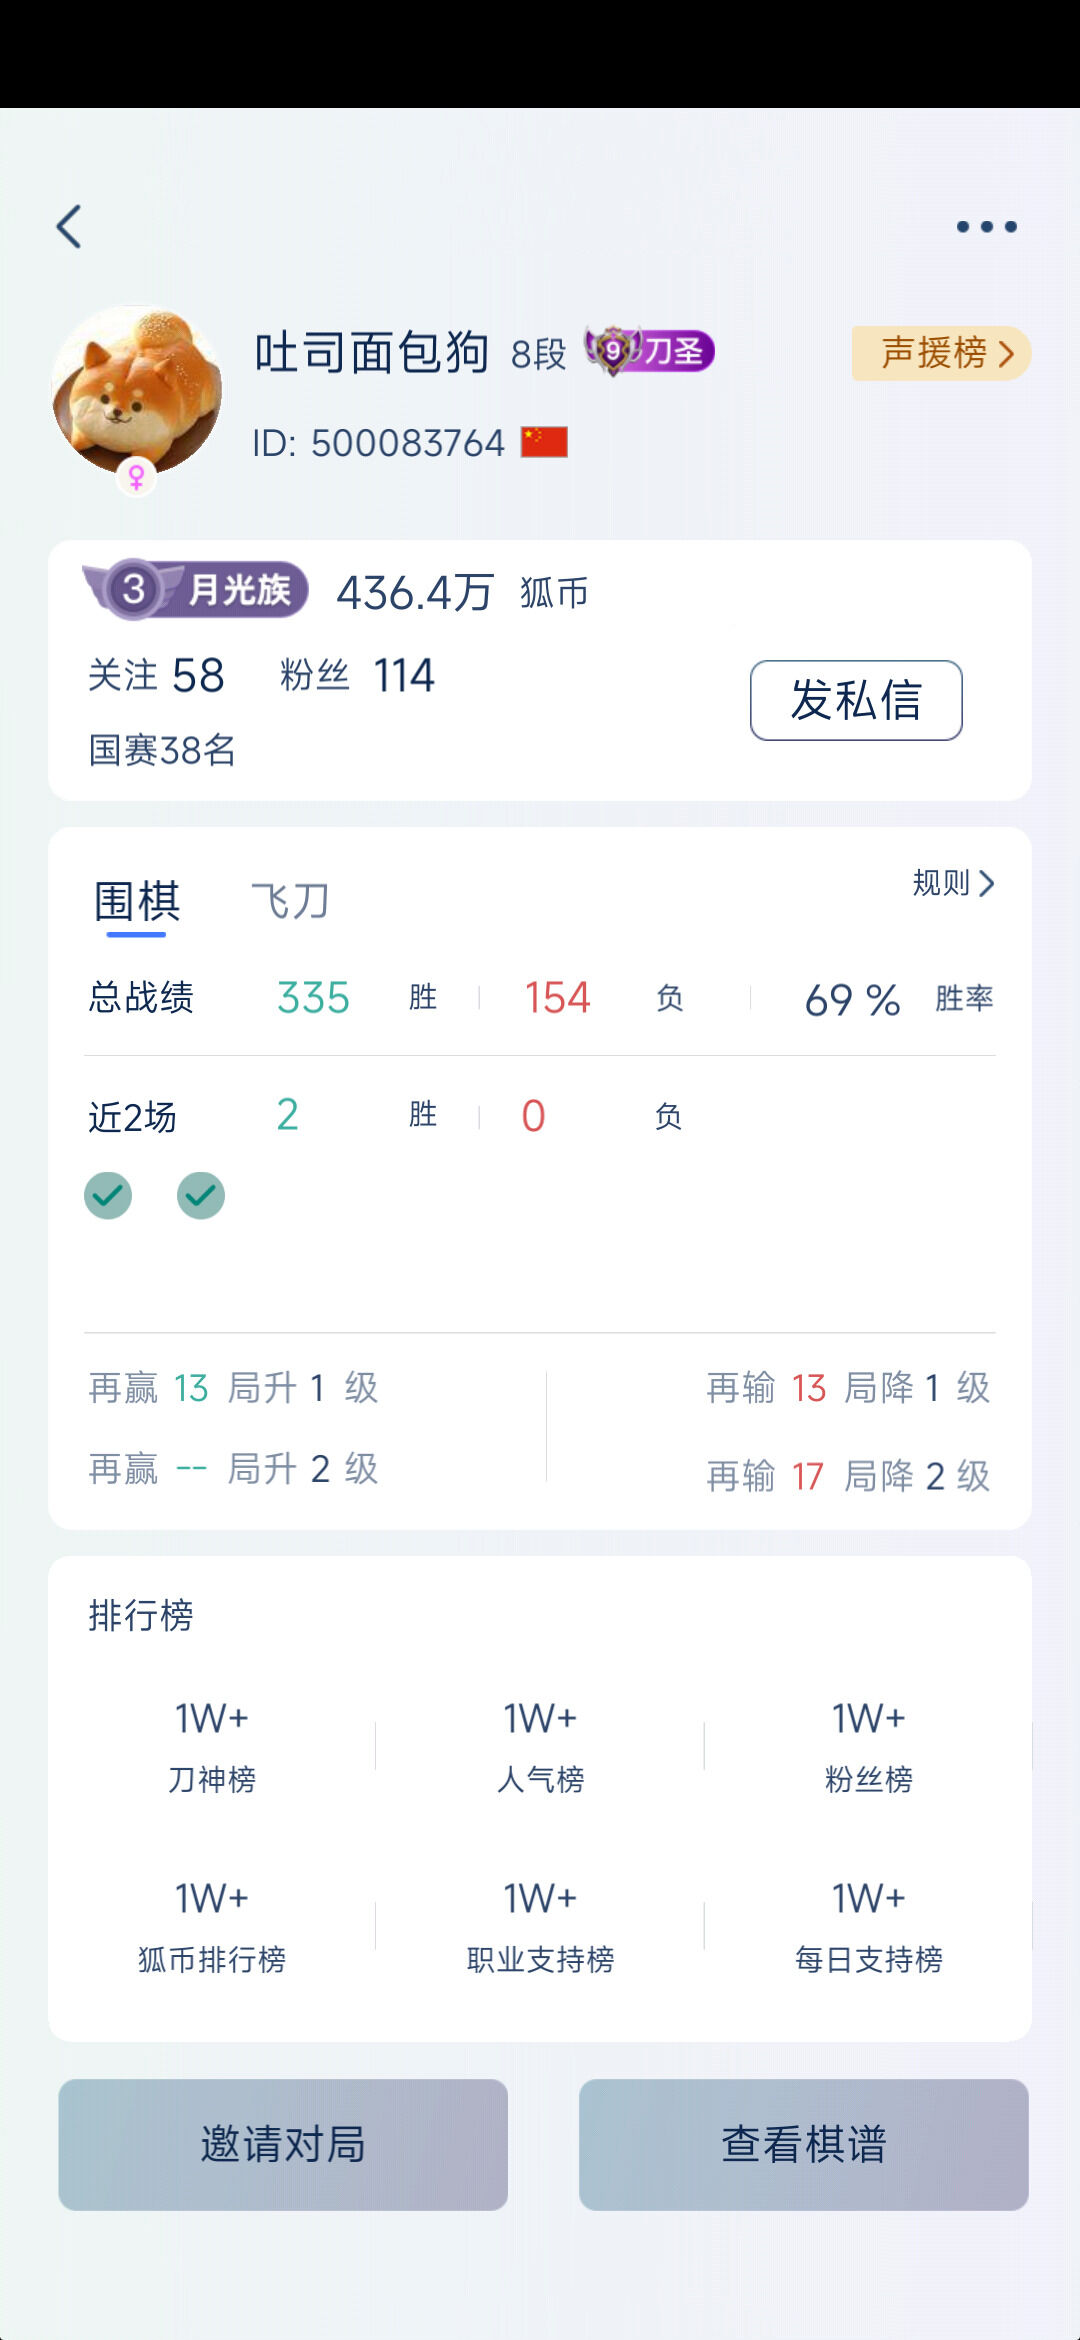 吐司面包狗 8段 9 刀圣 声援榜
ID: 500083764
3 月光族 436.4万 狐币
关注 58 粉丝 114
发私信
国赛38名
围棋 飞刀 规则
总战绩 335 胜 154 负 69 % 胜率
近2场 2 胜 0 负
再赢 13 局升 1 级 再输 13 局降 1 级
再赢 -- 局升 2 级 再输 17 局降 2 级
排行榜
1W+ 1W+ 1W+
刀神榜 人气榜 粉丝榜
1W+ 1W+ 1W+
狐币排行榜 职业支持榜 每日支持榜
邀请对局 查看棋谱